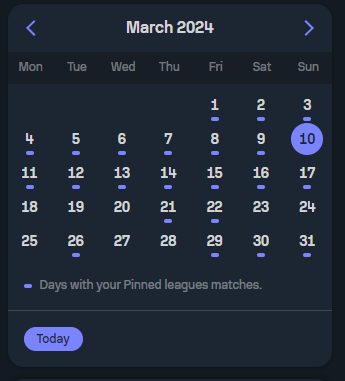 March 2024
Mon Tue Wed Thu Fri Sat Sun
1 2 3
4 5 6 7 8 9 10
11 12 13 14 15 16 17
18 19 20 21 22 23 24
25 26 27 28 29 30 31
Days with your Pinned leagues matches.
Today